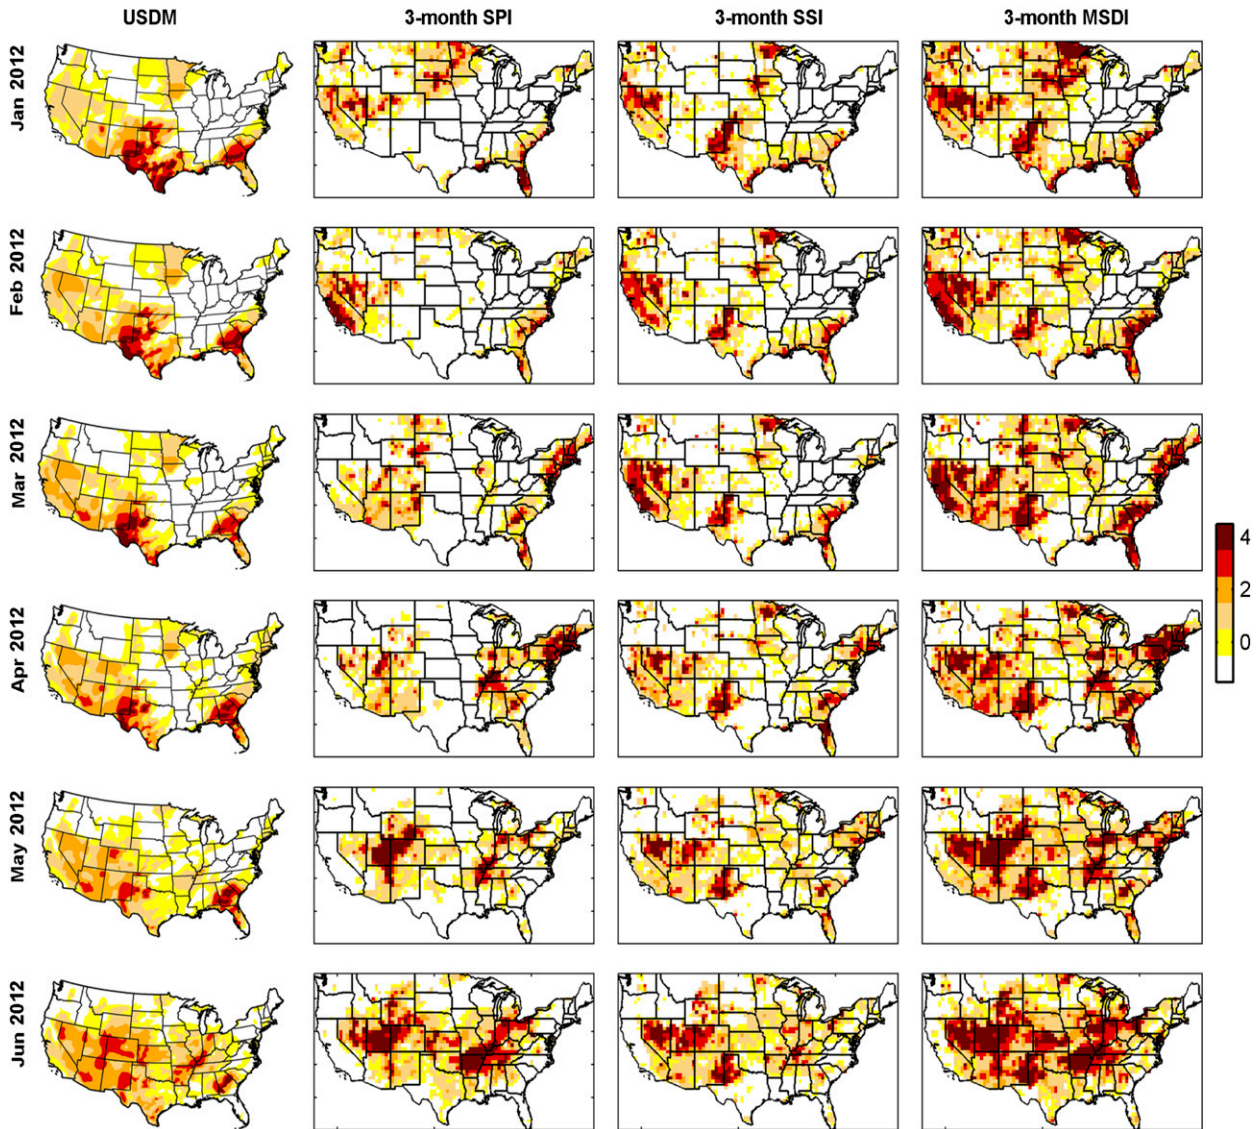 USDM 3-month SPI 3-month SSI 3-month MSDI
Jan 2012
Feb 2012
Mar 2012
4
2
0
Apr 2012
May 2012
Jun 2012